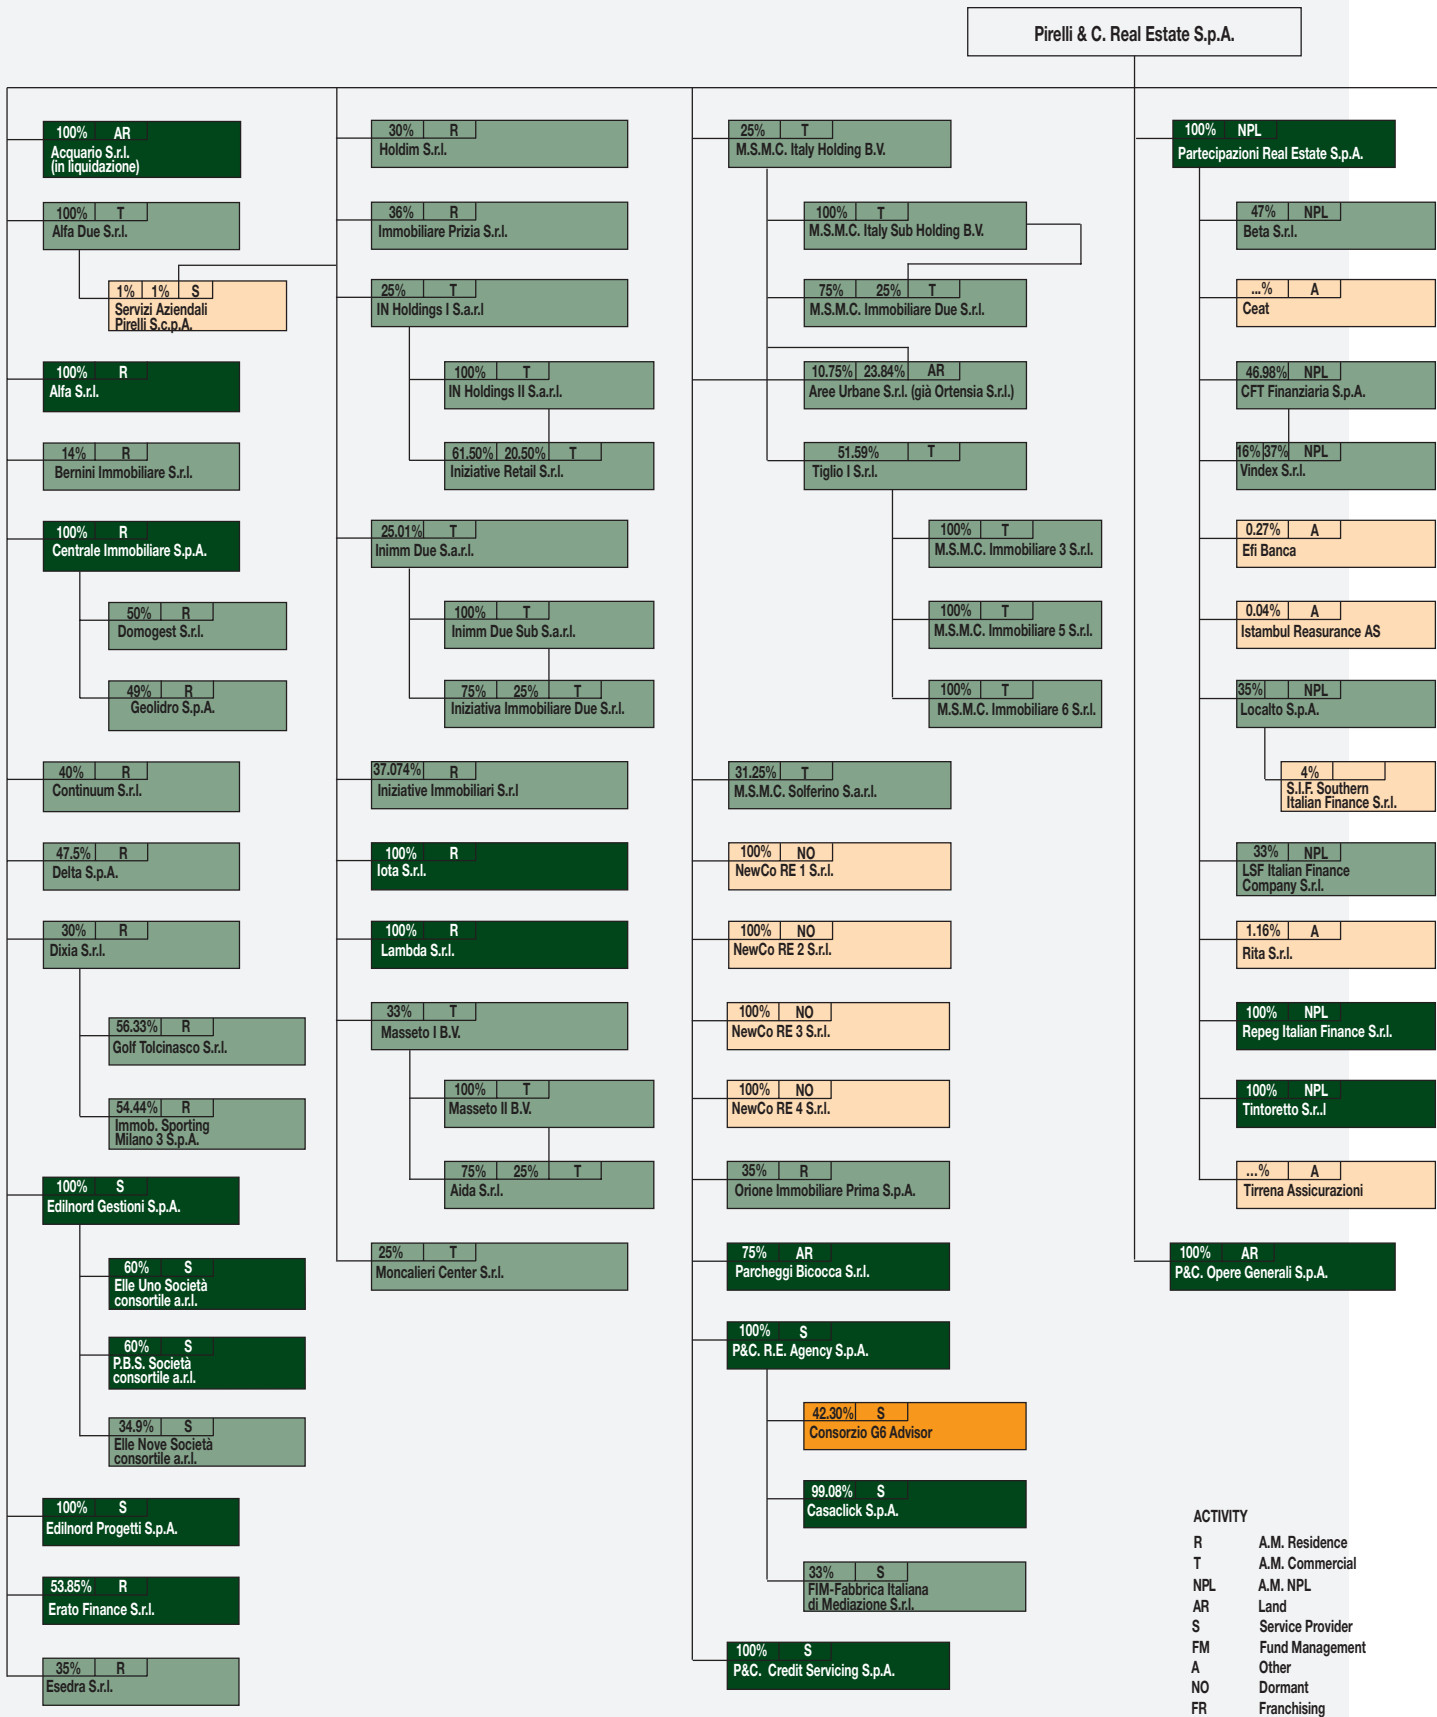 Pirelli & C. Real Estate S.p.A.
100% AR
Acquario S.r.l.
(in liquidazione)
100% T
Alfa Due S.r.l.
1% 1% S
Servizi Aziendali
Pirelli S.c.p.A.
100% R
Alfa S.r.l.
14% R
Bernini Immobiliare S.r.l.
100% R
Centrale Immobiliare S.p.A.
50% R
Domogest S.r.l.
49% R
Geolidro S.p.A.
40% R
Continuum S.r.l.
47.5% R
Delta S.p.A.
30% R
Dixia S.r.l.
56.33% R
Golf Tolcinasco S.r.l.
54.44% R
Immob. Sporting
Milano 3 S.p.A.
100% S
Edilnord Gestioni S.p.A.
60% S
Elle Uno Società
consortile a.r.l.
60% S
P.B.S. Società
consortile a.r.l.
34.9% S
Elle Nove Società
consortile a.r.l.
100% S
Edilnord Progetti S.p.A.
53.85% R
Erato Finance S.r.l.
35% R
Esedra S.r.l.
30% R
Holdim S.r.l.
36% R
Immobiliare Prizia S.r.l.
25% T
IN Holdings I S.a.r.l
100% T
IN Holdings II S.a.r.l.
61.50% 20.50% T
Iniziative Retail S.r.l.
25.01% T
Inimm Due S.a.r.l.
100% T
Inimm Due Sub S.a.r.l.
75% 25% T
Iniziativa Immobiliare Due S.r.l.
37.074% R
Iniziative Immobiliari S.r.l
100% R
Iota S.r.l.
100% R
Lambda S.r.l.
33% T
Masseto I B.V.
100% T
Masseto II B.V.
75% 25% T
Aida S.r.l.
25% T
Moncalieri Center S.r.l.
25% T
M.S.M.C. Italy Holding B.V.
100% T
M.S.M.C. Italy Sub Holding B.V.
75% 25% T
M.S.M.C. Immobiliare Due S.r.l.
10.75% 23.84% AR
Aree Urbane S.r.l. (già Ortensia S.r.l.)
51.59% T
Tiglio I S.r.l.
100% T
M.S.M.C. Immobiliare 3 S.r.l.
100% T
M.S.M.C. Immobiliare 5 S.r.l.
100% T
M.S.M.C. Immobiliare 6 S.r.l.
31.25% T
M.S.M.C. Solferino S.a.r.l.
100% NO
NewCo RE 1 S.r.l.
100% NO
NewCo RE 2 S.r.l.
100% NO
NewCo RE 3 S.r.l.
100% NO
NewCo RE 4 S.r.l.
35% R
Orione Immobiliare Prima S.p.A.
75% AR
Parcheggi Bicocca S.r.l.
100% S
P&C. R.E. Agency S.p.A.
42.30% S
Consorzio G6 Advisor
99.08% S
Casaclick S.p.A.
33% S
FIM-Fabbrica Italiana
di Mediazione S.r.l.
100% S
P&C. Credit Servicing S.p.A.
100% NPL
Partecipazioni Real Estate S.p.A.
47% NPL
Beta S.r.l.
...% A
Ceat
46.98% NPL
CFT Finanziaria S.p.A.
16% 37% NPL
Vindex S.r.l.
0.27% A
Efi Banca
0.04% A
Istambul Reasurance AS
35% NPL
Localto S.p.A.
4%
S.I.F. Southern
Italian Finance S.r.l.
33% NPL
LSF Italian Finance
Company S.r.l.
1.16% A
Rita S.r.l.
100% NPL
Repeg Italian Finance S.r.l.
100% NPL
Tintoretto S.r..l
...% A
Tirrena Assicurazioni
100% AR
P&C. Opere Generali S.p.A.
ACTIVITY
R A.M. Residence
T A.M. Commercial
NPL A.M. NPL
AR Land
S Service Provider
FM Fund Management
A Other
NO Dormant
FR Franchising